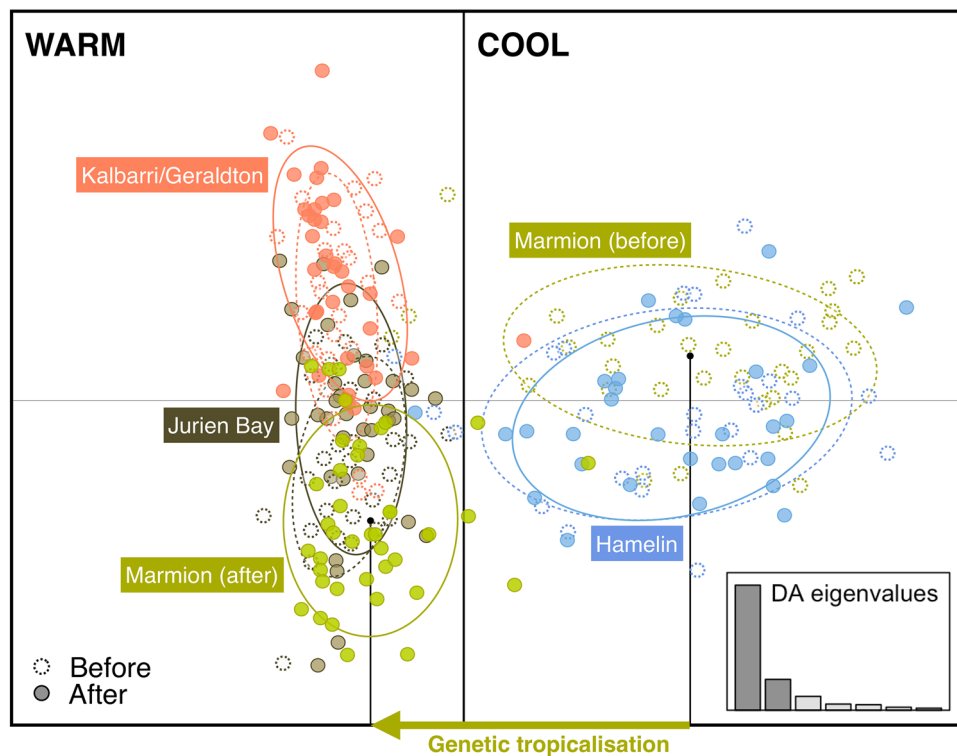 WARM
COOL
Kalbarri/Geraldton
Marmion (before)
Jurien Bay
Hamelin
Marmion (after)
DA eigenvalues
Before
After
Genetic tropicalisation